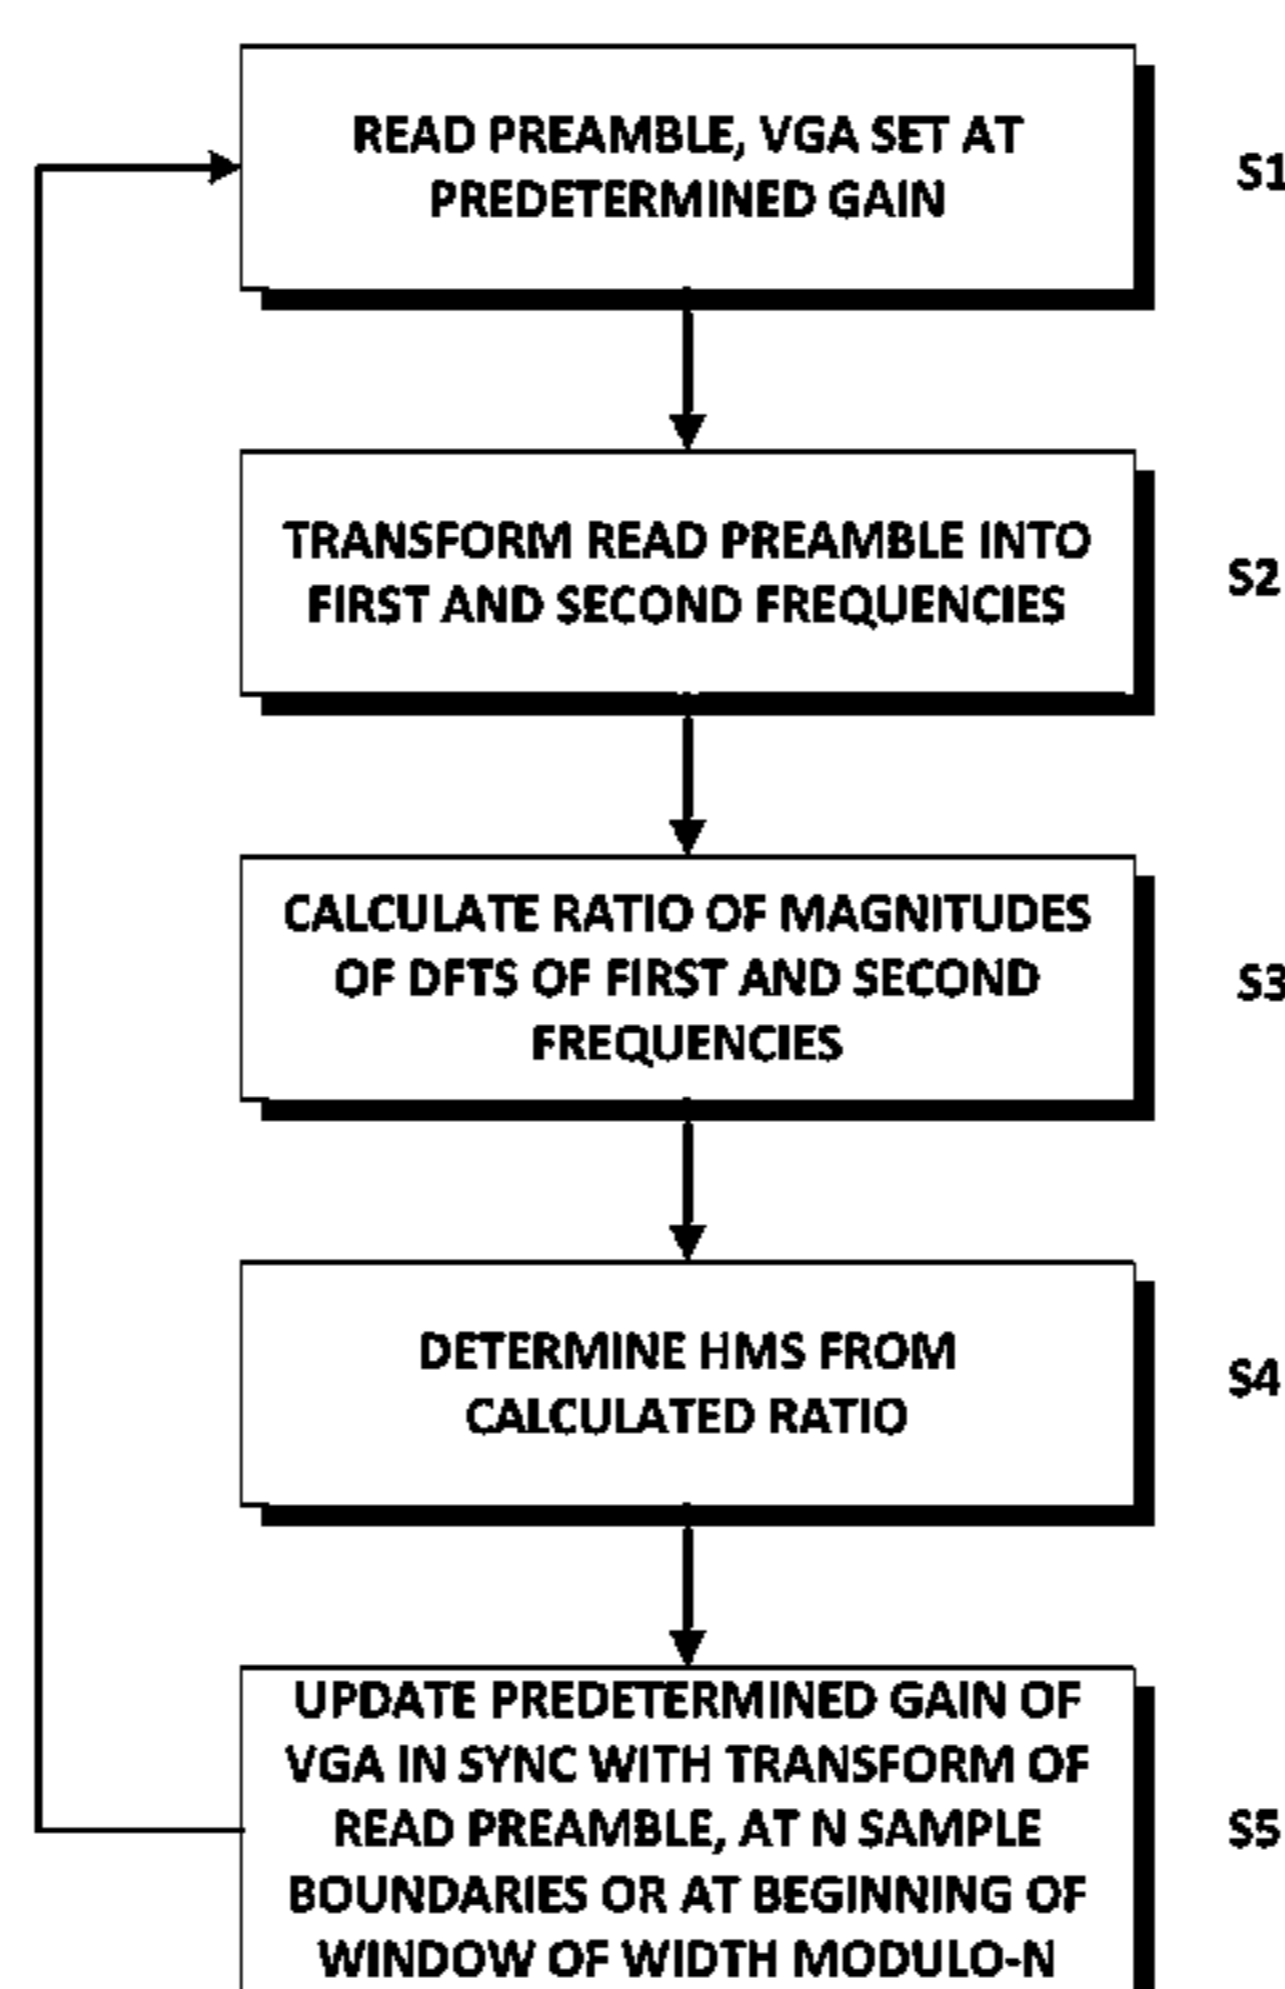 READ PREAMBLE, VGA SET AT
PREDETERMINED GAIN
S1
TRANSFORM READ PREAMBLE INTO
FIRST AND SECOND FREQUENCIES
S2
CALCULATE RATIO OF MAGNITUDES
OF DFTS OF FIRST AND SECOND
FREQUENCIES
S3
DETERMINE HMS FROM
CALCULATED RATIO
S4
UPDATE PREDETERMINED GAIN OF
VGA IN SYNC WITH TRANSFORM OF
READ PREAMBLE, AT N SAMPLE
BOUNDARIES OR AT BEGINNING OF
WINDOW OF WIDTH MODULO-N
S5